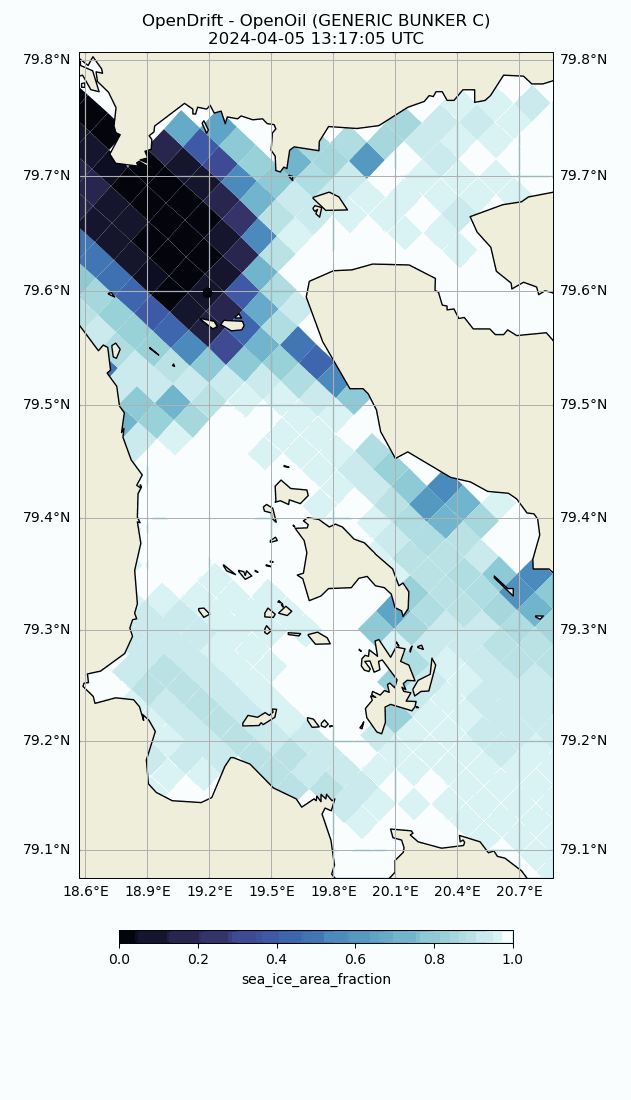 OpenDrift - OpenOil (GENERIC BUNKER C)
2024-04-05 13:17:05 UTC
79.8°N 79.8°N
79.7°N 79.7°N
79.6°N 79.6°N
79.5°N 79.5°N
79.4°N 79.4°N
79.3°N 79.3°N
79.2°N 79.2°N
79.1°N 79.1°N
18.6°E 18.9°E 19.2°E 19.5°E 19.8°E 20.1°E 20.4°E 20.7°E
0.0 0.2 0.4 0.6 0.8 1.0
sea_ice_area_fraction